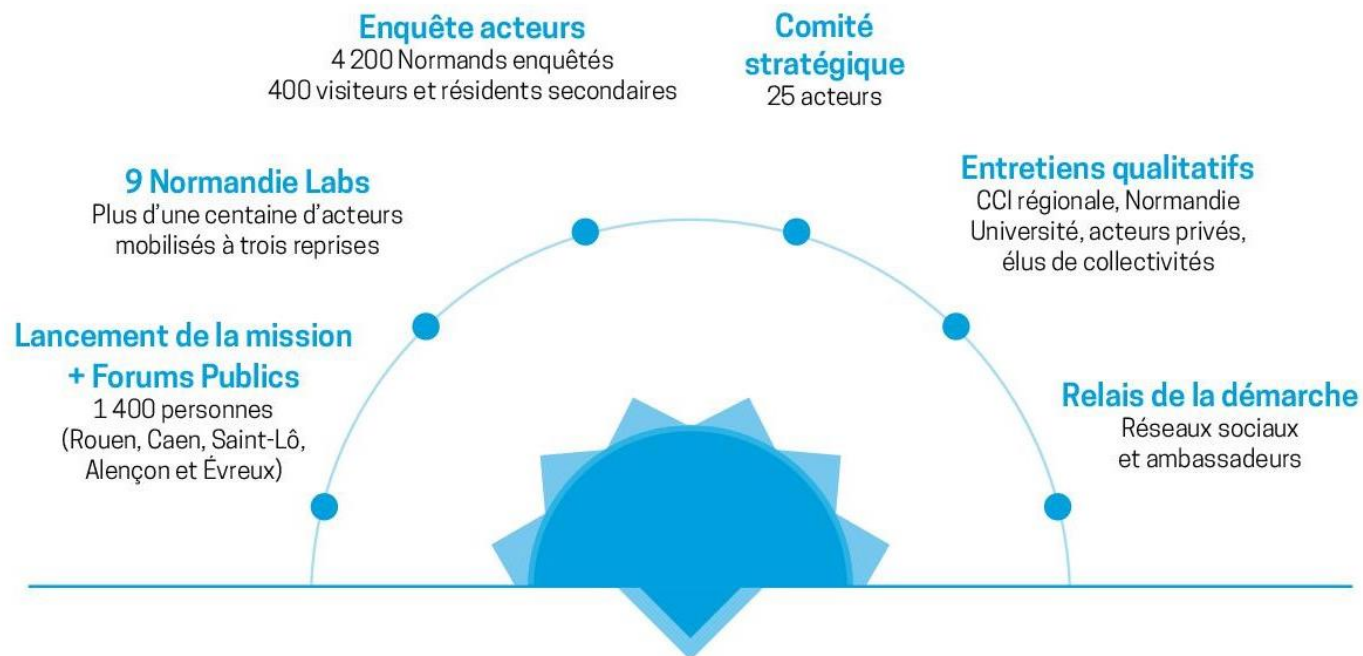 Enquête acteurs
4 200 Normands enquêtés
400 visiteurs et résidents secondaires
Comité
stratégique
25 acteurs
9 Normandie Labs
Plus d’une centaine d’acteurs
mobilisés à trois reprises
Entretiens qualitatifs
CCI régionale, Normandie
Université, acteurs privés,
élus de collectivités
Lancement de la mission
+ Forums Publics
1 400 personnes
(Rouen, Caen, Saint-Lô,
Alençon et Évreux)
Relais de la démarche
Réseaux sociaux
et ambassadeurs